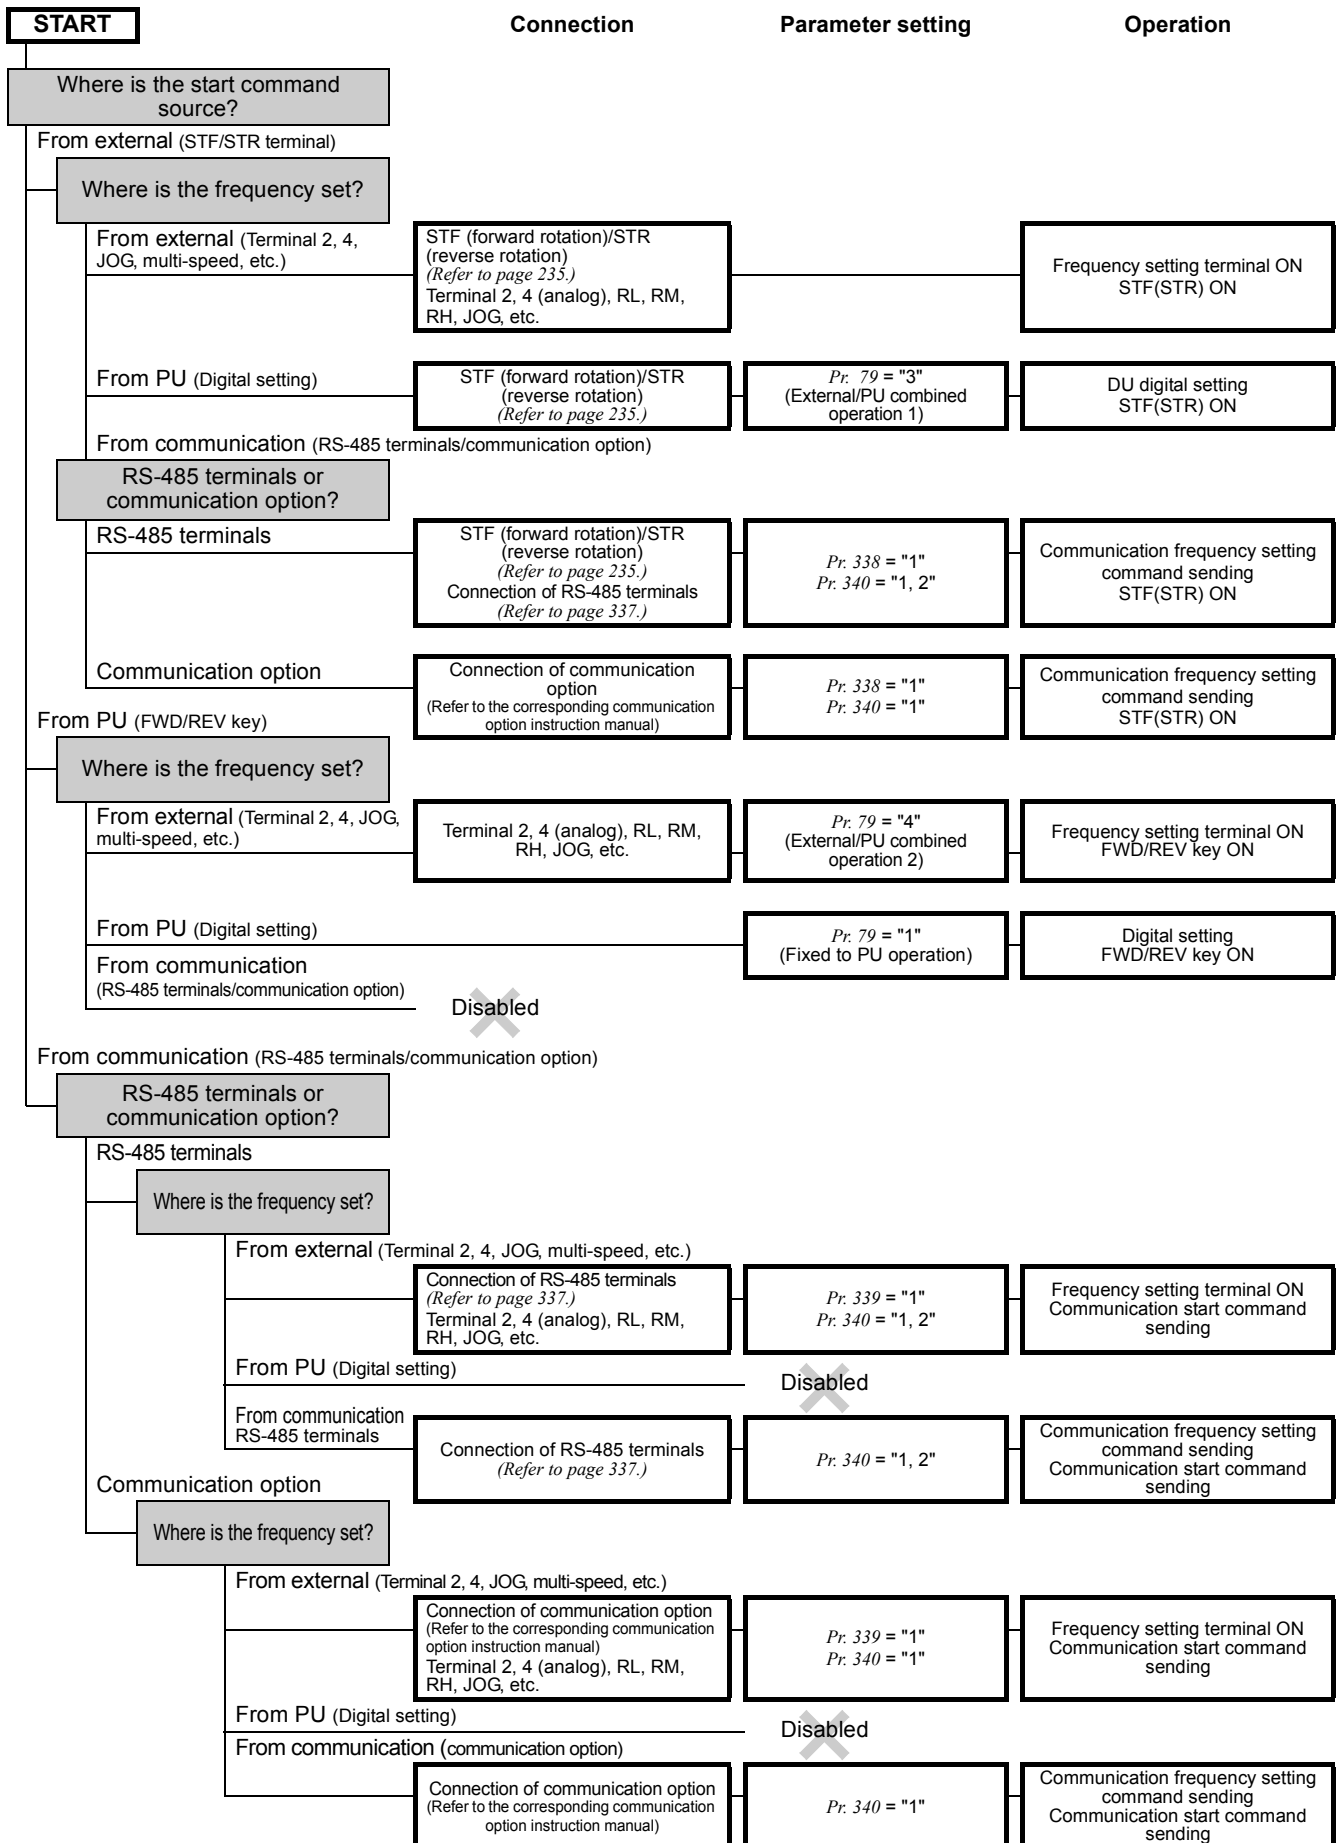 START
Connection
Parameter setting
Operation
Where is the start command
source?
From external (STF/STR terminal)
Where is the frequency set?
From external (Terminal 2, 4,
JOG, multi-speed, etc.)
STF (forward rotation)/STR
(reverse rotation)
(Refer to page 235.)
Terminal 2, 4 (analog), RL, RM,
RH, JOG, etc.
Frequency setting terminal ON
STF(STR) ON
From PU (Digital setting)
STF (forward rotation)/STR
(reverse rotation)
(Refer to page 235.)
Pr. 79 = "3"
(External/PU combined
operation 1)
DU digital setting
STF(STR) ON
From communication (RS-485 terminals/communication option)
RS-485 terminals or
communication option?
RS-485 terminals
STF (forward rotation)/STR
(reverse rotation)
(Refer to page 235.)
Connection of RS-485 terminals
(Refer to page 337.)
Pr. 338 = "1"
Pr. 340 = "1, 2"
Communication frequency setting
command sending
STF(STR) ON
Communication option
Connection of communication
option
(Refer to the corresponding communication
option instruction manual)
Pr. 338 = "1"
Pr. 340 = "1"
Communication frequency setting
command sending
STF(STR) ON
From PU (FWD/REV key)
Where is the frequency set?
From external (Terminal 2, 4, JOG,
multi-speed, etc.)
Terminal 2, 4 (analog), RL, RM,
RH, JOG, etc.
Pr. 79 = "4"
(External/PU combined
operation 2)
Frequency setting terminal ON
FWD/REV key ON
From PU (Digital setting)
Pr. 79 = "1"
(Fixed to PU operation)
Digital setting
FWD/REV key ON
From communication
(RS-485 terminals/communication option)
Disabled
From communication (RS-485 terminals/communication option)
RS-485 terminals or
communication option?
RS-485 terminals
Where is the frequency set?
From external (Terminal 2, 4, JOG, multi-speed, etc.)
Connection of RS-485 terminals
(Refer to page 337.)
Terminal 2, 4 (analog), RL, RM,
RH, JOG, etc.
Pr. 339 = "1"
Pr. 340 = "1, 2"
Frequency setting terminal ON
Communication start command
sending
From PU (Digital setting)
Disabled
From communication
RS-485 terminals
Connection of RS-485 terminals
(Refer to page 337.)
Pr. 340 = "1, 2"
Communication frequency setting
command sending
Communication start command
sending
Communication option
Where is the frequency set?
From external (Terminal 2, 4, JOG, multi-speed, etc.)
Connection of communication option
(Refer to the corresponding communication
option instruction manual)
Terminal 2, 4 (analog), RL, RM,
RH, JOG, etc.
Pr. 339 = "1"
Pr. 340 = "1"
Frequency setting terminal ON
Communication start command
sending
From PU (Digital setting)
Disabled
From communication (communication option)
Connection of communication option
(Refer to the corresponding communication
option instruction manual)
Pr. 340 = "1"
Communication frequency setting
command sending
Communication start command
sending